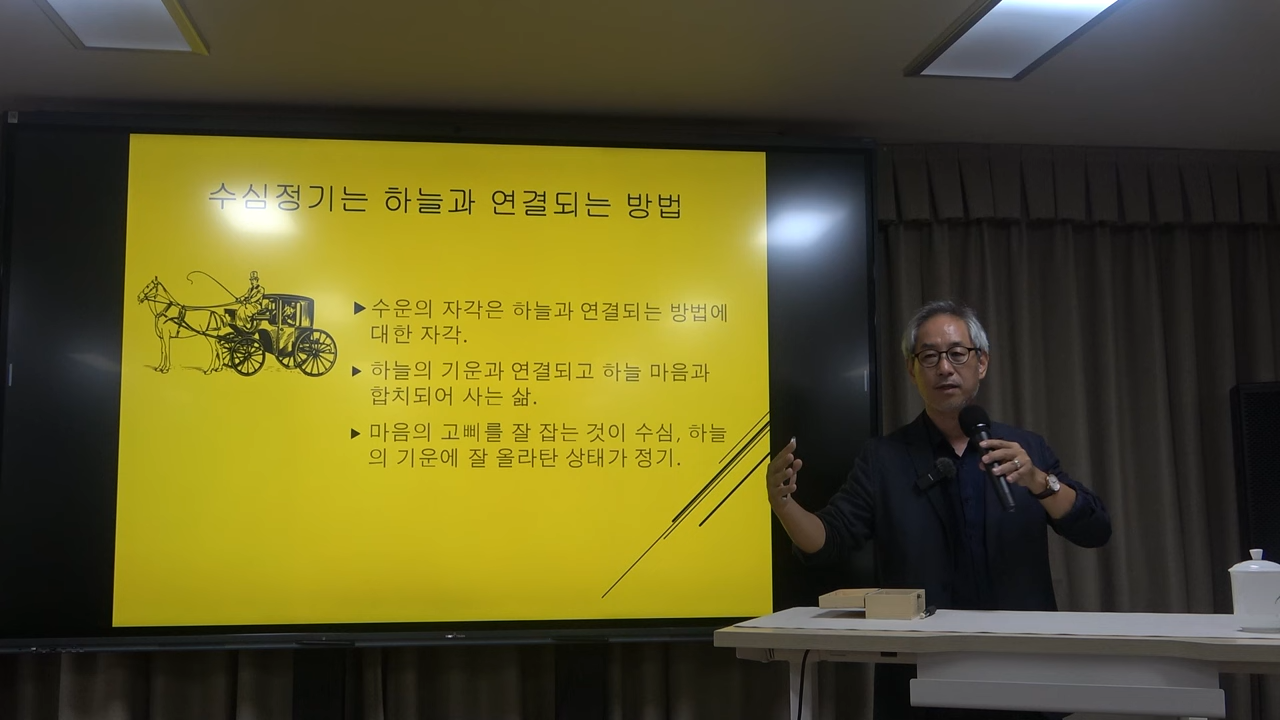 수심정기는 하늘과 연결되는 방법
▶수운의 자각은 하늘과 연결되는 방법에
대한 자각.
▶하늘의 기운과 연결되고 하늘 마음과
합치되어 사는 삶.
▶마음의 고삐를 잘 잡는 것이 수심, 하늘
의 기운에 잘 올라탄 상태가 정기.